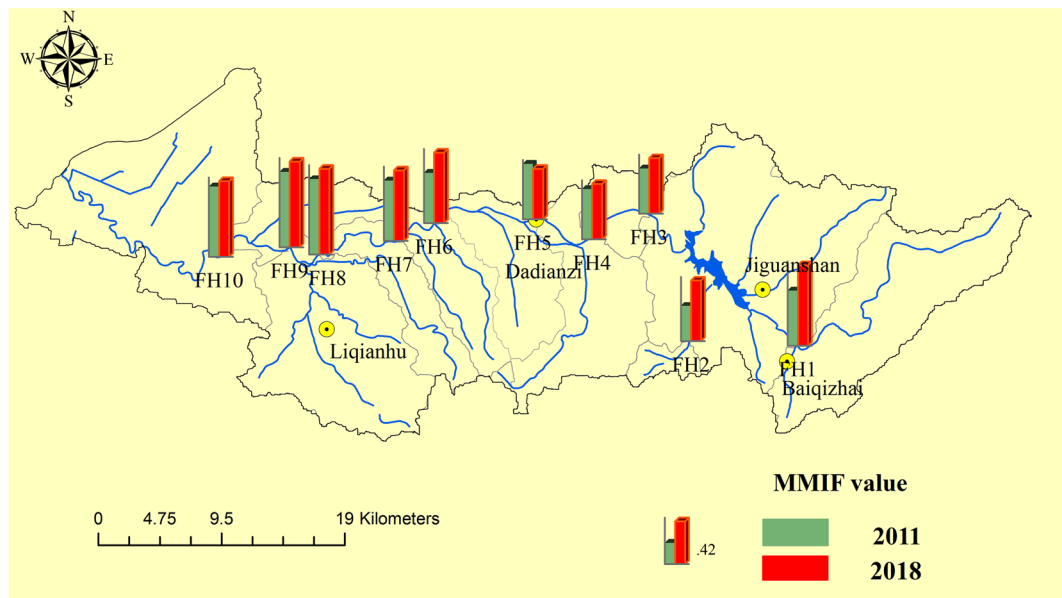 N
W E
S
FH10
FH9
FH8
FH7
FH6
FH5
FH4
FH3
Dadianzi
Jiguanshan
Liqianhu
FH2
FH1
Baiqizhai
MMIF value
0 4.75 9.5 19 Kilometers
.42
2011
2018